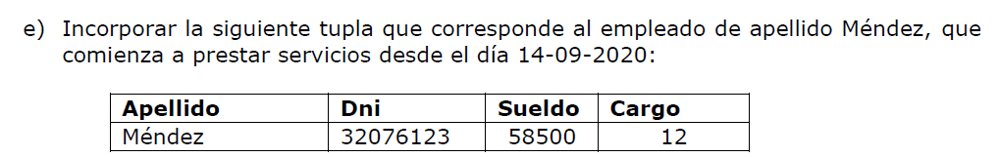 e) Incorporar la siguiente tupla que corresponde al empleado de apellido Méndez, que
comienza a prestar servicios desde el día 14-09-2020:
Apellido Dni Sueldo Cargo
Méndez 32076123 58500 12